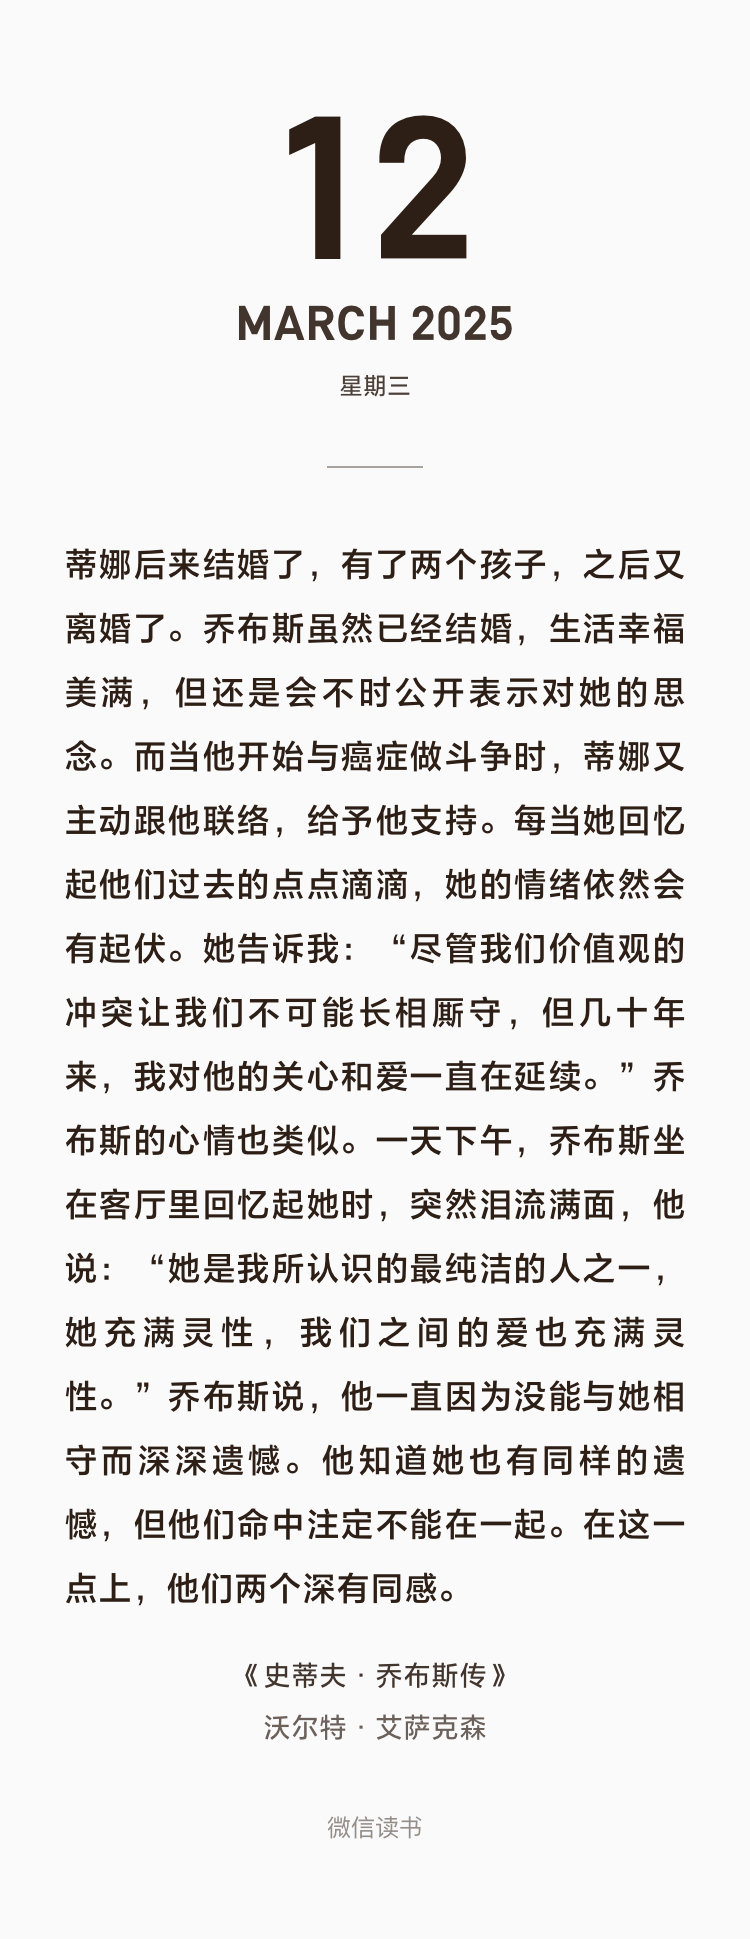 12
MARCH 2025
星期三
蒂娜后来结婚了，有了两个孩子，之后又
离婚了。乔布斯虽然已经结婚，生活幸福
美满，但还是会不时公开表示对她的思
念。而当他开始与癌症做斗争时，蒂娜又
主动跟他联络，给予他支持。每当她回忆
起他们过去的点点滴滴，她的情绪依然会
有起伏。她告诉我：“尽管我们价值观的
冲突让我们不可能长相厮守，但几十年
来，我对他的关心和爱一直在延续。”乔
布斯的心情也类似。一天下午，乔布斯坐
在客厅里回忆起她时，突然泪流满面，他
说：“她是我所认识的最纯洁的人之一，
她充满灵性，我们之间的爱也充满灵
性。”乔布斯说，他一直因为没能与她相
守而深深遗憾。他知道她也有同样的遗
憾，但他们命中注定不能在一起。在这一
点上，他们两个深有同感。
《史蒂夫·乔布斯传》
沃尔特·艾萨克森
微信读书